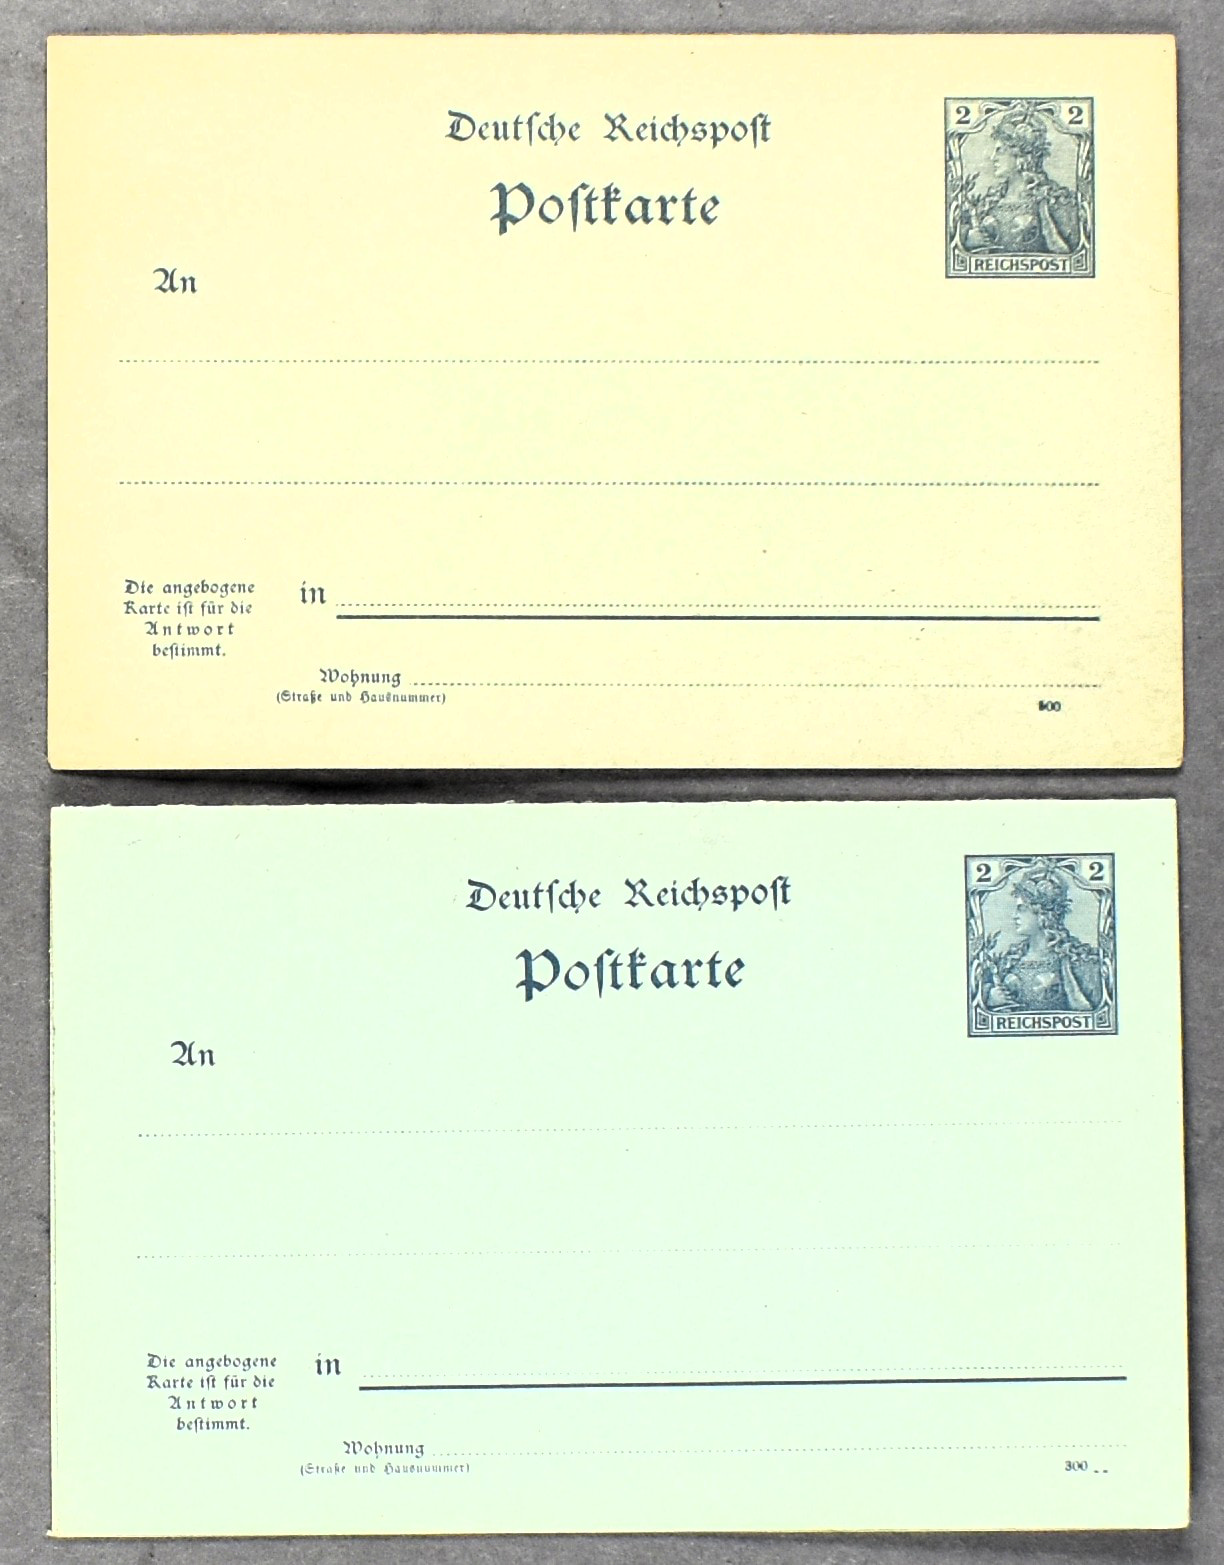 Deutſche Reichspoſt
2 2
Poſtkarte
REICHSPOST
An
in
Die angebogene
Karte iſt für die
Antwort
beſtimmt.
Wohnung
(Straße und Hausnummer)
Deutſche Reichspoſt
2 2
Poſtkarte
REICHSPOST
An
in
Die angebogene
Karte iſt für die
Antwort
beſtimmt.
Wohnung
(Straße und Hausnummer)
300